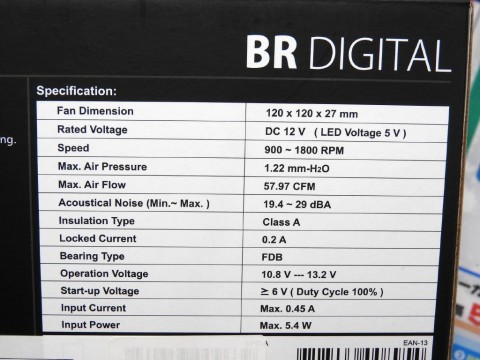 BR DIGITAL
Specification:
ng.
Fan Dimension 120 x 120 x 27 mm
Rated Voltage DC 12 V ( LED Voltage 5 V )
Speed 900 ~ 1800 RPM
Max. Air Pressure 1.22 mm-H2O
Max. Air Flow 57.97 CFM
Acoustical Noise (Min.~ Max. ) 19.4 ~ 29 dBA
Insulation Type Class A
Locked Current 0.2 A
Bearing Type FDB
Operation Voltage 10.8 V --- 13.2 V
Start-up Voltage ≥ 6 V ( Duty Cycle 100% )
Input Current Max. 0.45 A
Input Power Max. 5.4 W
EAN-13